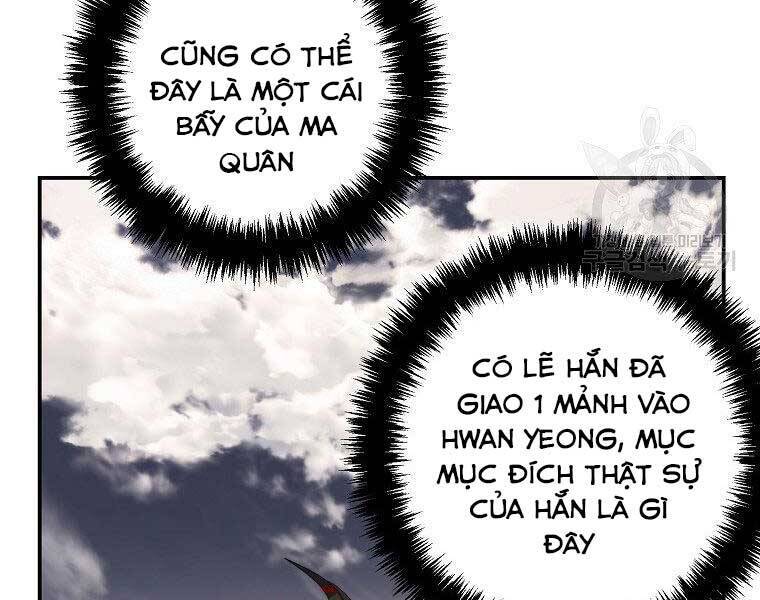 CŨNG CÓ THỂ
ĐÂY LÀ MỘT CÁI
BẪY CỦA MA
QUÂN
CÓ LẼ HẮN ĐÃ
GIAO 1 MẢNH VÀO
HWAN YEONG, MỤC
MỤC ĐÍCH THẬT SỰ
CỦA HẮN LÀ GÌ
ĐÂY